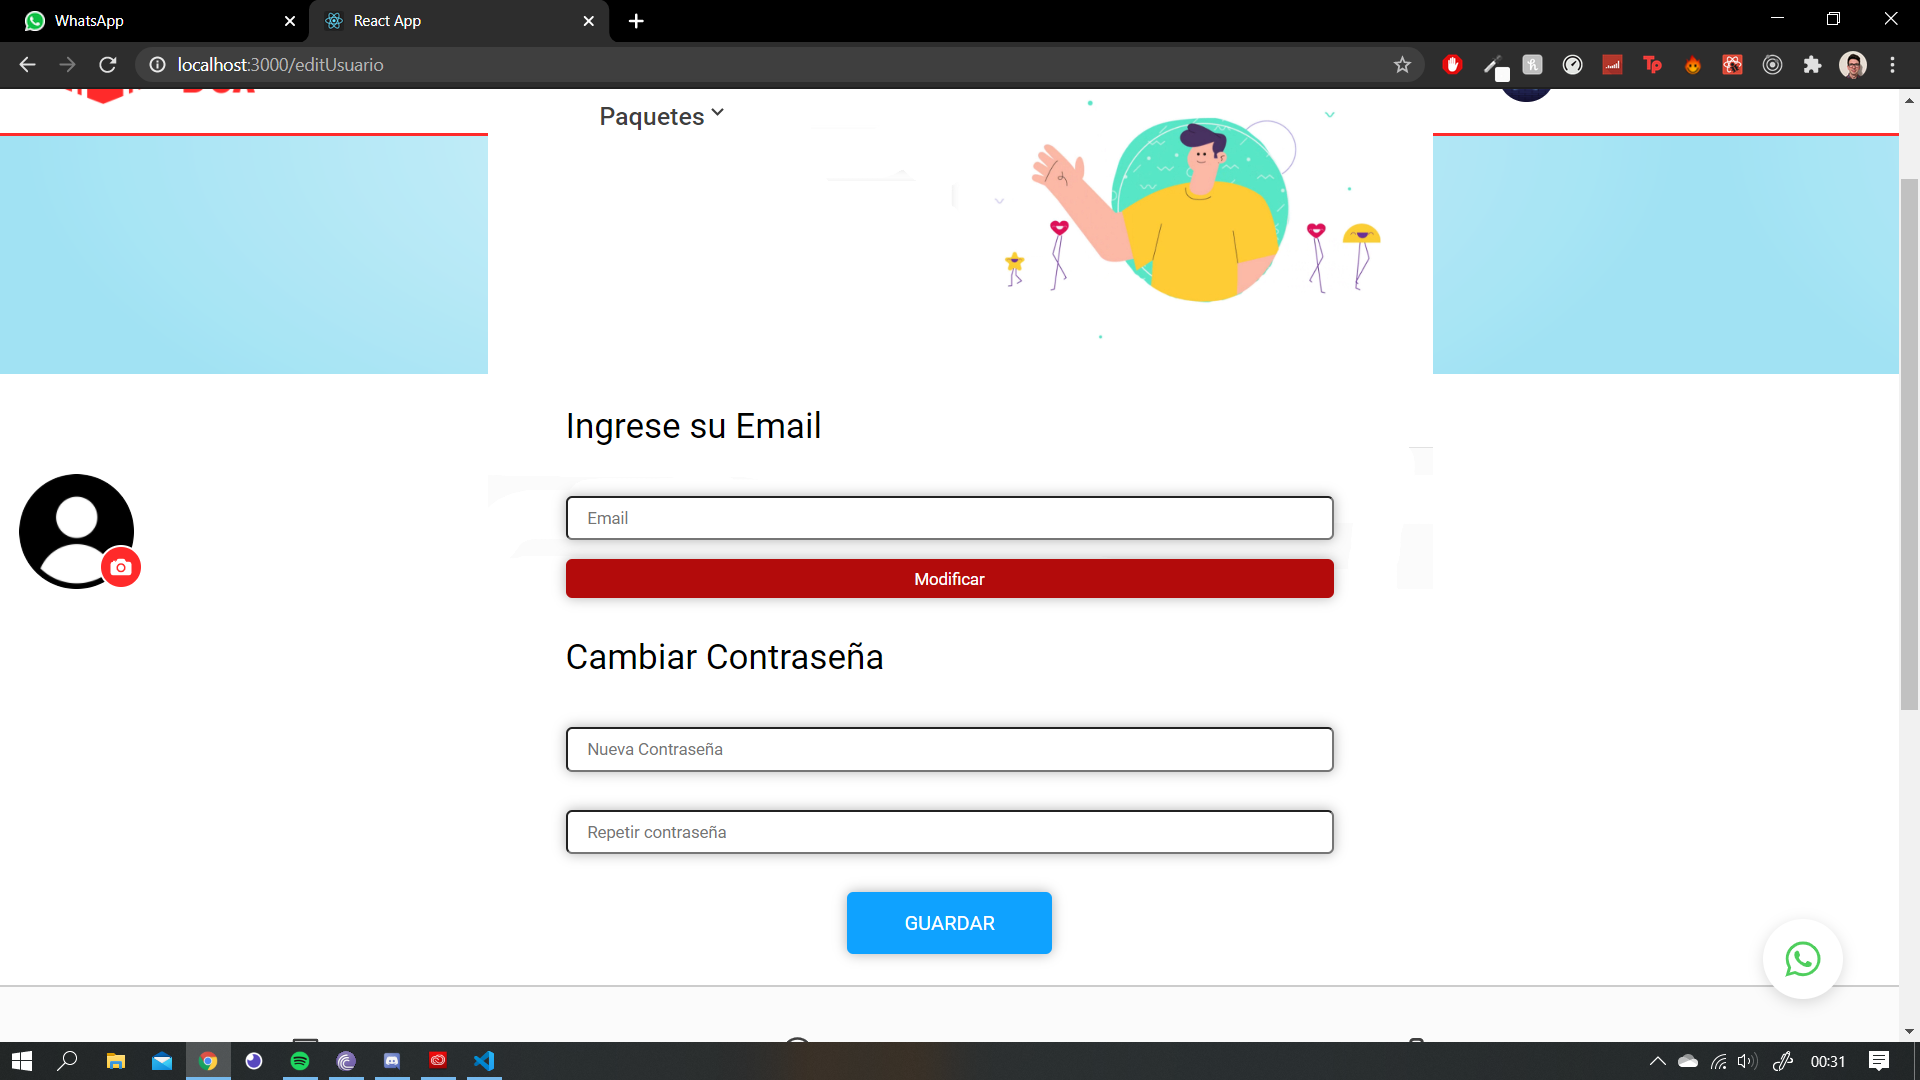 WhatsApp
React App
localhost:3000/editUsuario
Tp
Paquetes
Ingrese su Email
Email
Modificar
Cambiar Contraseña
Nueva Contraseña
Repetir contraseña
GUARDAR
00:31